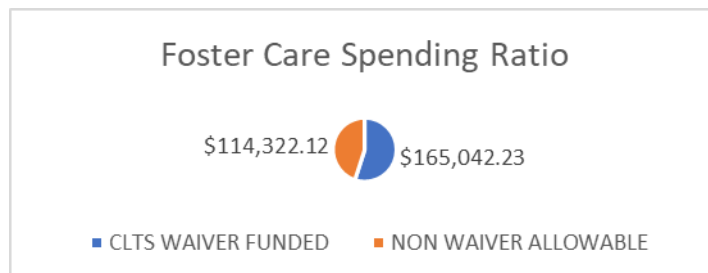 Foster Care Spending Ratio
$114,322.12
$165,042.23
CLTS WAIVER FUNDED
NON WAIVER ALLOWABLE